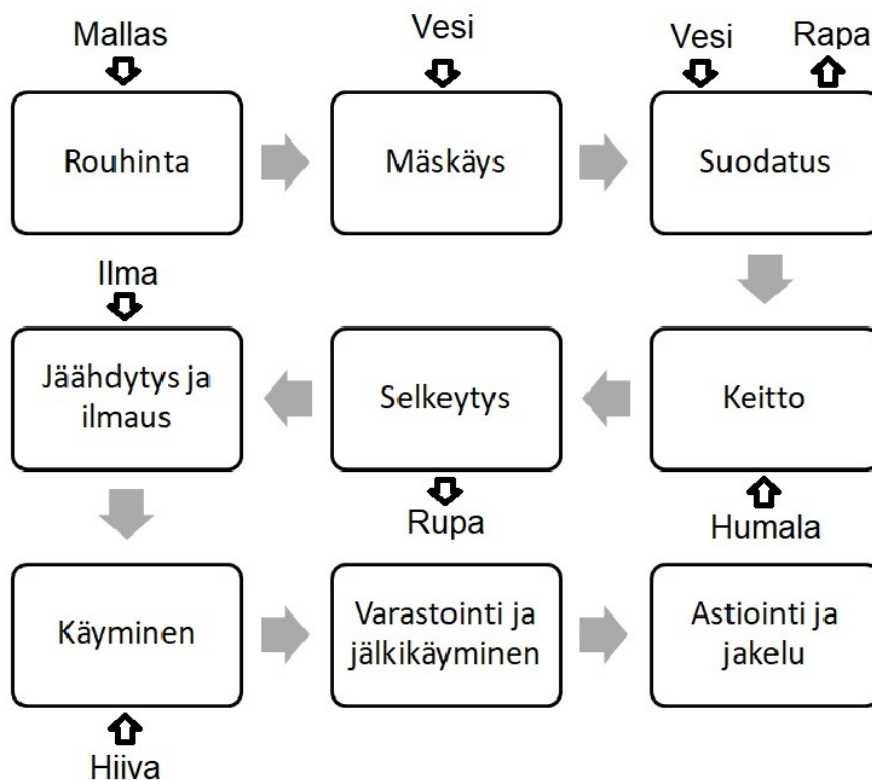 Mallas
Vesi
Vesi
Rapa
Rouhinta
Mäskäys
Suodatus
Ilma
Jäähdytys ja
ilmaus
Selkeytys
Keitto
Rupa
Humala
Käyminen
Varastointi ja
jälkikäyminen
Astiointi ja
jakelu
Hiiva